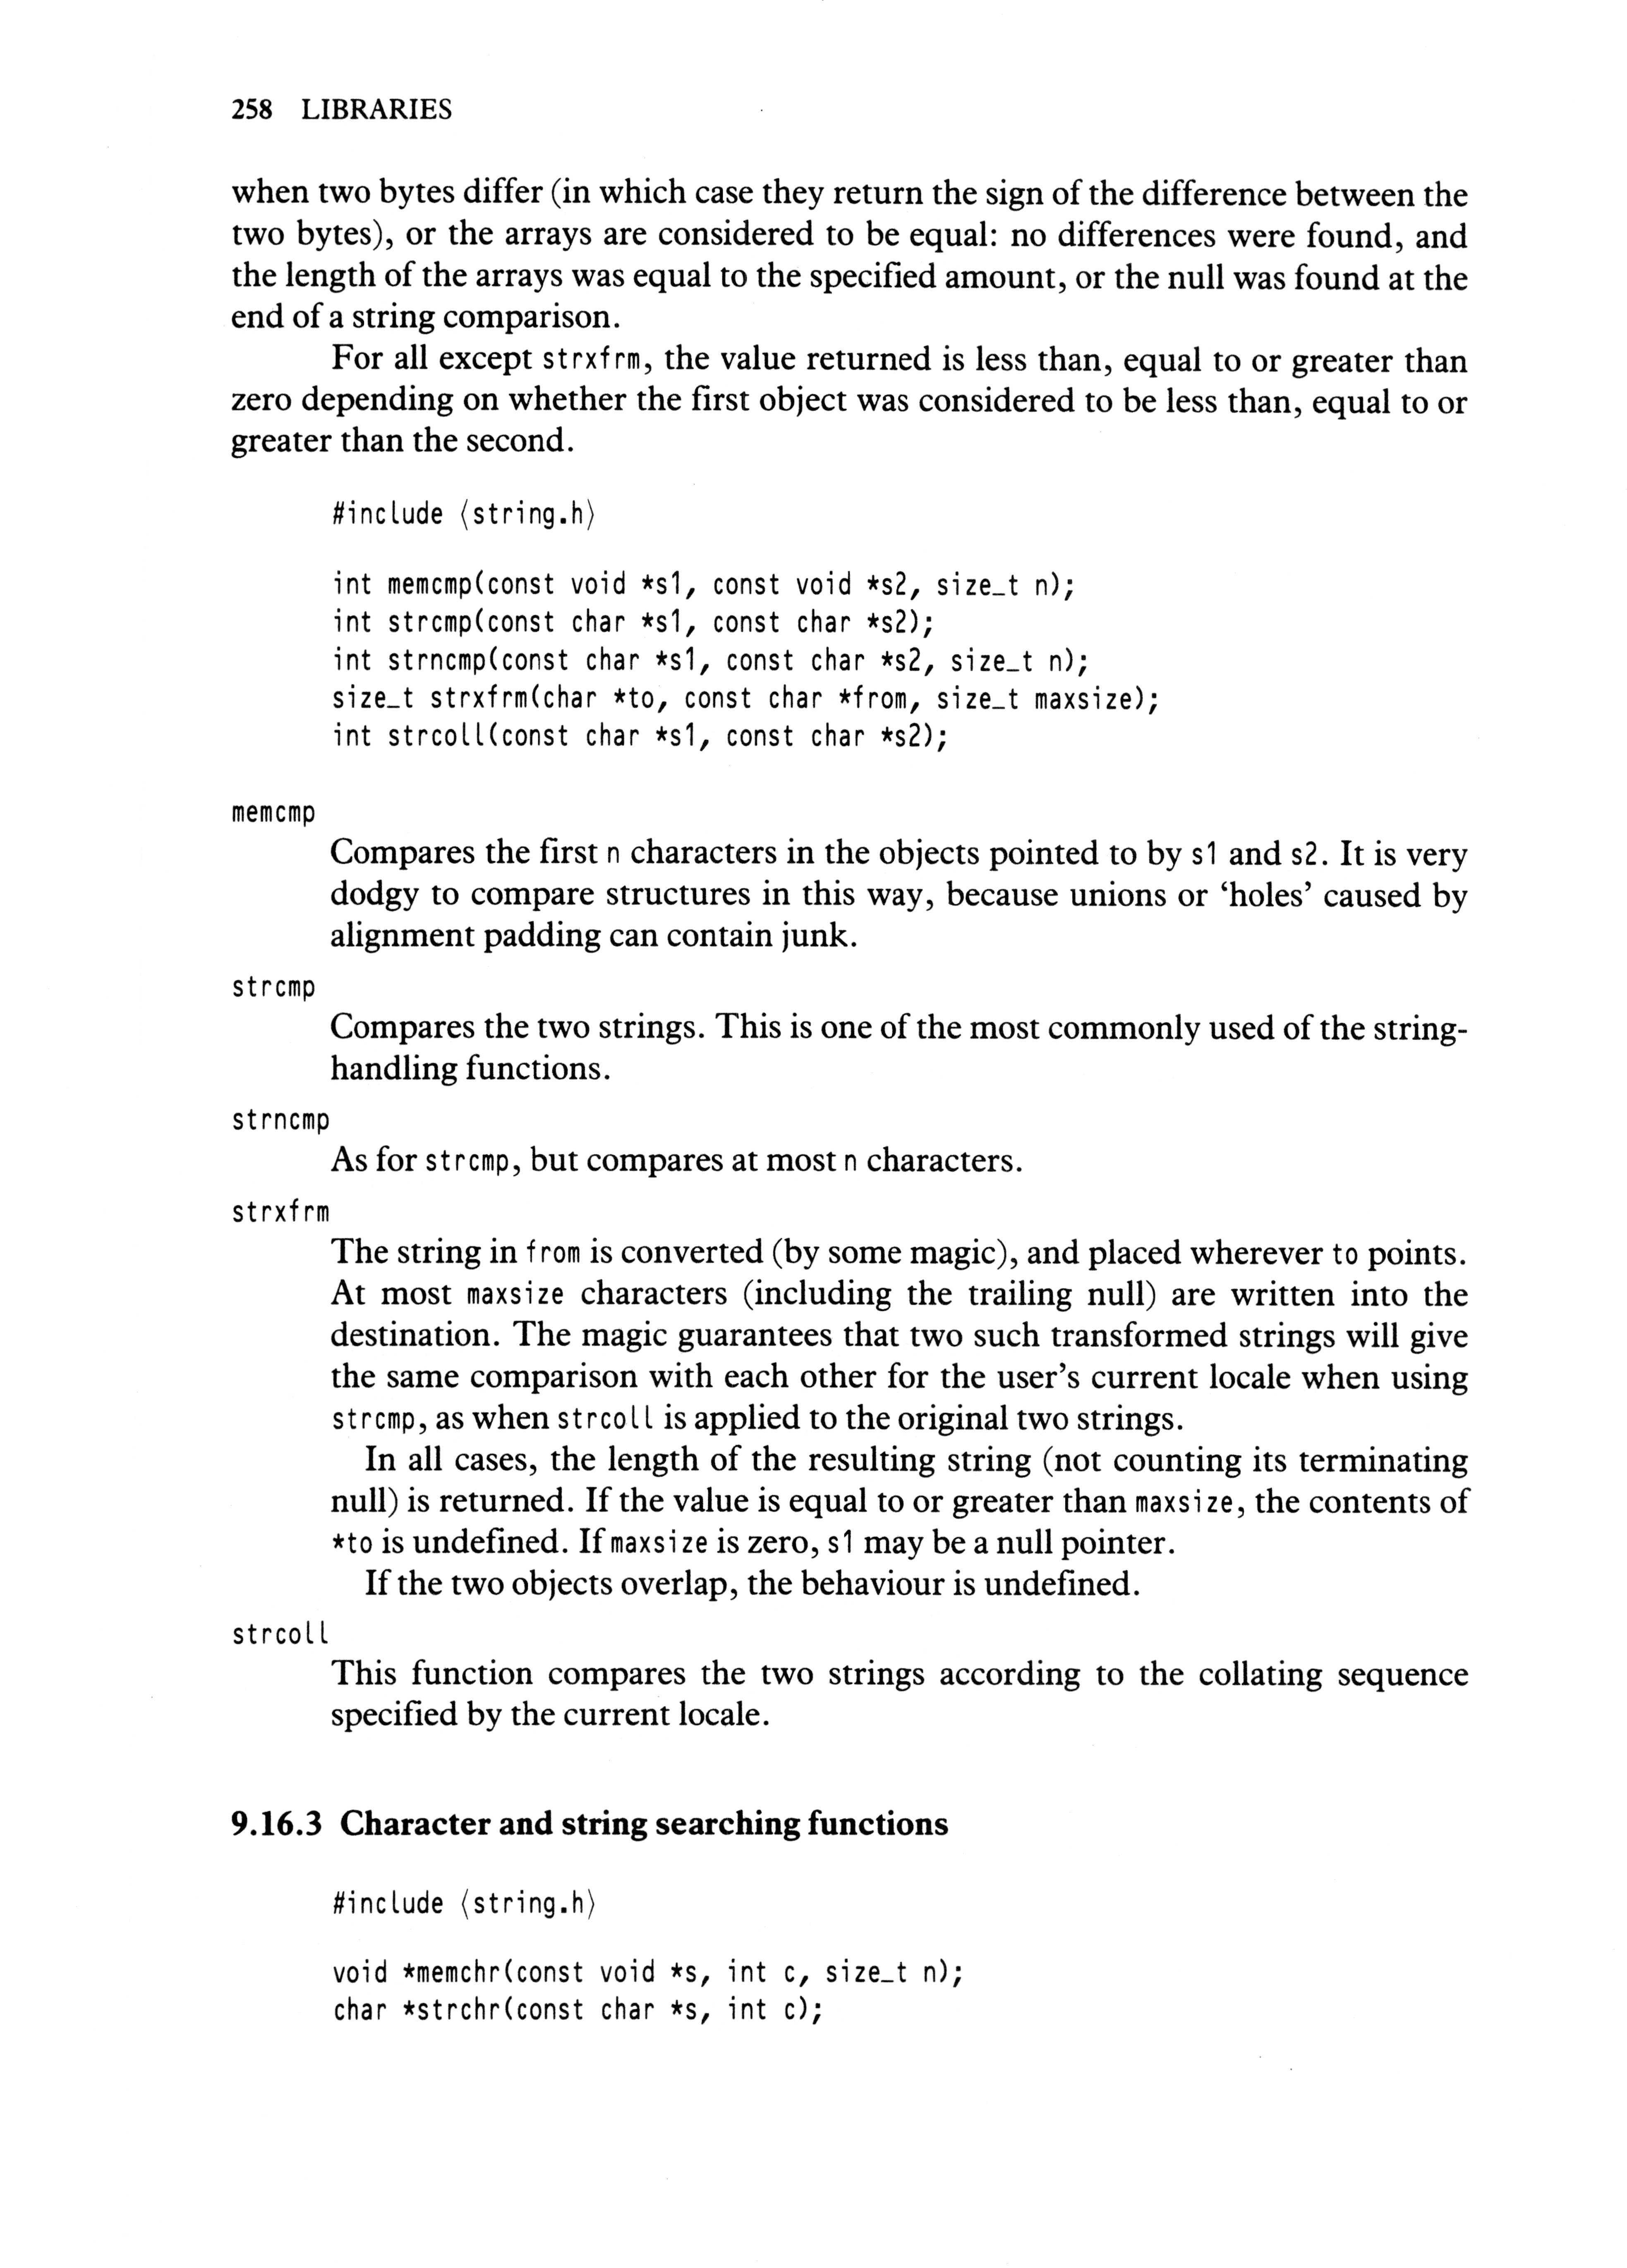 258 LIBRARIES
when two bytes differ (in which case they return the sign of the difference between the
two bytes), or the arrays are considered to be equal: no differences were found, and
the length of the arrays was equal to the specified amount, or the null was found at the
end of a string comparison.
For all except strxfrm, the value returned is less than, equal to or greater than
zero depending on whether the first object was considered to be less than, equal to or
greater than the second.
#include ⟨string.h⟩
int memcmp(const void *s1, const void *s2, size_t n);
int strcmp(const char *s1, const char *s2);
int strncmp(const char *s1, const char *s2, size_t n);
size_t strxfrm(char *to, const char *from, size_t maxsize);
int strcoll(const char *s1, const char *s2);
memcmp
Compares the first n characters in the objects pointed to by s1 and s2. It is very
dodgy to compare structures in this way, because unions or ‘holes’ caused by
alignment padding can contain junk.
strcmp
Compares the two strings. This is one of the most commonly used of the string-
handling functions.
strncmp
As for strcmp, but compares at most n characters.
strxfrm
The string in from is converted (by some magic), and placed wherever to points.
At most maxsize characters (including the trailing null) are written into the
destination. The magic guarantees that two such transformed strings will give
the same comparison with each other for the user’s current locale when using
strcmp, as when strcoll is applied to the original two strings.
In all cases, the length of the resulting string (not counting its terminating
null) is returned. If the value is equal to or greater than maxsize, the contents of
*to is undefined. If maxsize is zero, s1 may be a null pointer.
If the two objects overlap, the behaviour is undefined.
strcoll
This function compares the two strings according to the collating sequence
specified by the current locale.
9.16.3 Character and string searching functions
#include ⟨string.h⟩
void *memchr(const void *s, int c, size_t n);
char *strchr(const char *s, int c);